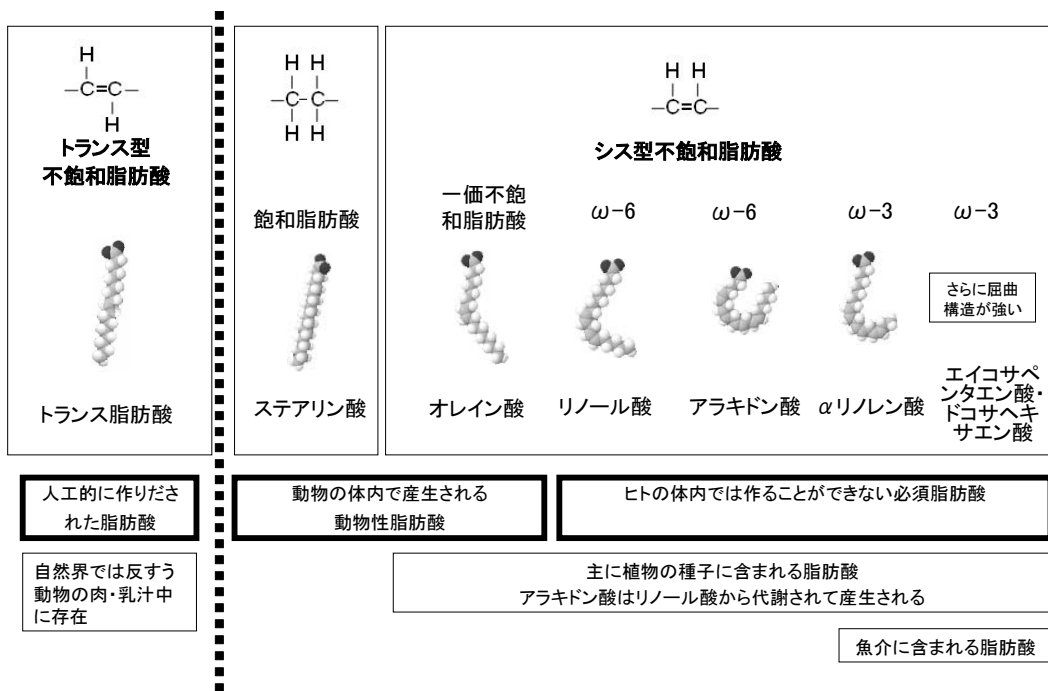 H
－C=C－
H
トランス型
不飽和脂肪酸
トランス脂肪酸
H H
－C－C－
H H
飽和脂肪酸
ステアリン酸
H H
－C=C－
シス型不飽和脂肪酸
一価不飽
和脂肪酸
オレイン酸
ω-6
リノール酸
ω-6
アラキドン酸
ω-3
αリノレン酸
ω-3
さらに屈曲
構造が強い
エイコサペ
ンタエン酸・
ドコサヘキ
サエン酸
人工的に作りださ
れた脂肪酸
動物の体内で産生される
動物性脂肪酸
ヒトの体内では作ることができない必須脂肪酸
自然界では反すう
動物の肉・乳汁中
に存在
主に植物の種子に含まれる脂肪酸
アラキドン酸はリノール酸から代謝されて産生される
魚介に含まれる脂肪酸